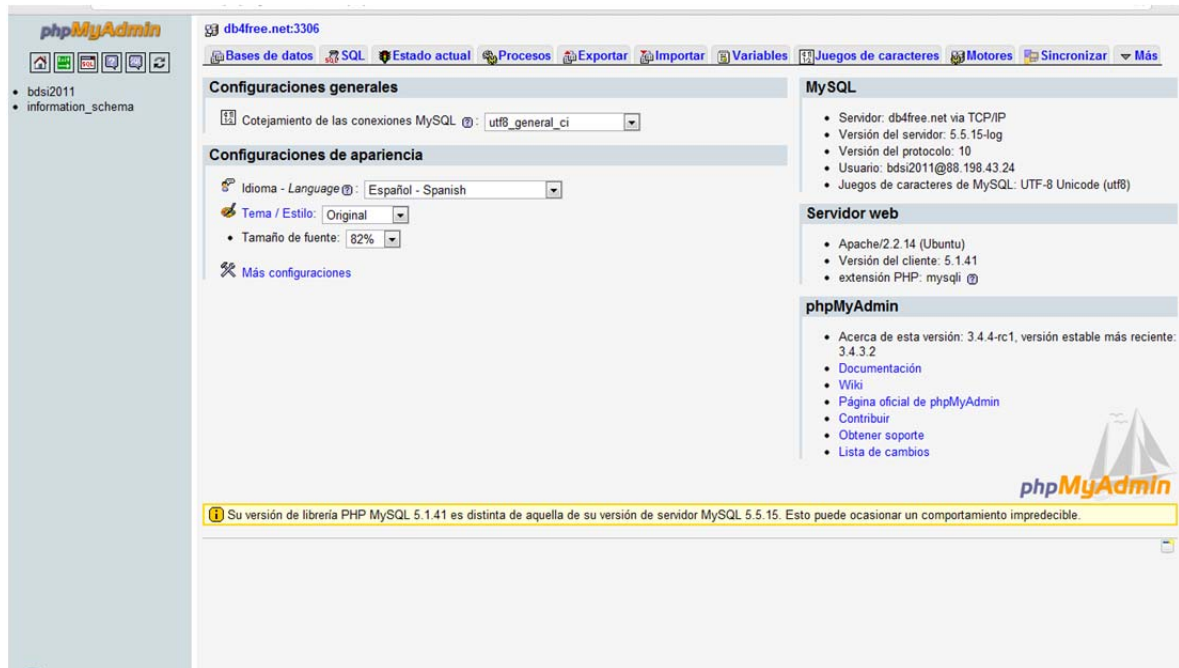 phpMyAdmin
bdsi2011
information_schema
db4free.net:3306
Bases de datos SQL Estado actual Procesos Exportar Importar Variables Juegos de caracteres Motores Sincronizar Más
Configuraciones generales
Cotejamiento de las conexiones MySQL : utf8_general_ci
Configuraciones de apariencia
Idioma - Language : Español - Spanish
Tema / Estilo: Original
Tamaño de fuente: 82%
Más configuraciones
MySQL
Servidor: db4free.net via TCP/IP
Versión del servidor: 5.5.15-log
Versión del protocolo: 10
Usuario: bdsi2011@88.198.43.24
Juegos de caracteres de MySQL: UTF-8 Unicode (utf8)
Servidor web
Apache/2.2.14 (Ubuntu)
Versión del cliente: 5.1.41
extensión PHP: mysqli
phpMyAdmin
Acerca de esta versión: 3.4.4-rc1, versión estable más reciente:
3.4.3.2
Documentación
Wiki
Página oficial de phpMyAdmin
Contribuir
Obtener soporte
Lista de cambios
phpMyAdmin
Su versión de librería PHP MySQL 5.1.41 es distinta de aquella de su versión de servidor MySQL 5.5.15. Esto puede ocasionar un comportamiento impredecible.